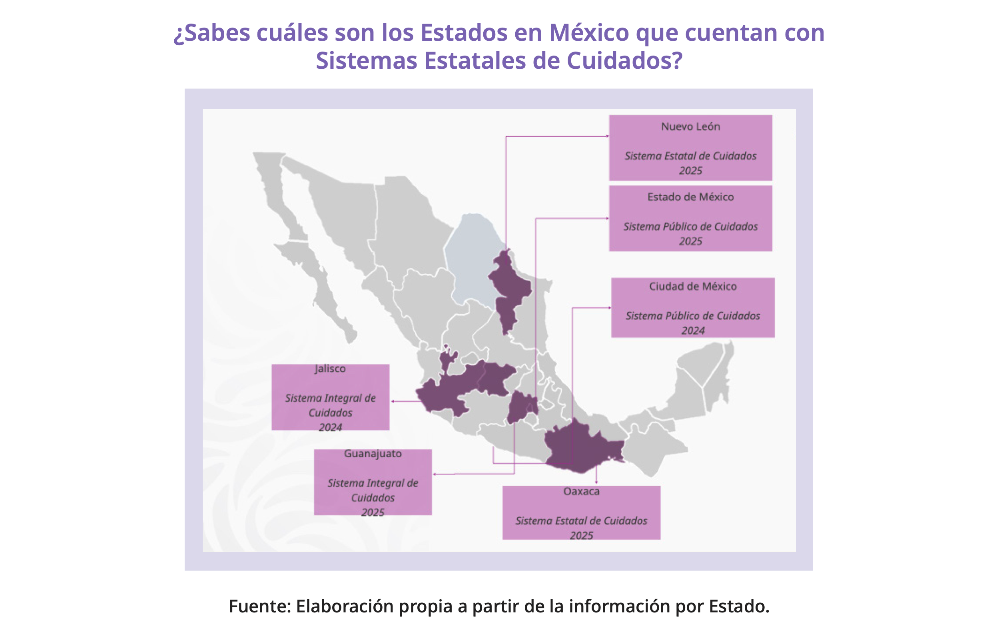 ¿Sabes cuáles son los Estados en México que cuentan con
Sistemas Estatales de Cuidados?
Nuevo León
Sistema Estatal de Cuidados
2025
Estado de México
Sistema Público de Cuidados
2025
Ciudad de México
Sistema Público de Cuidados
2024
Jalisco
Sistema Integral de
Cuidados
2024
Guanajuato
Sistema Integral de
Cuidados
2025
Oaxaca
Sistema Estatal de Cuidados
2025
Fuente: Elaboración propia a partir de la información por Estado.